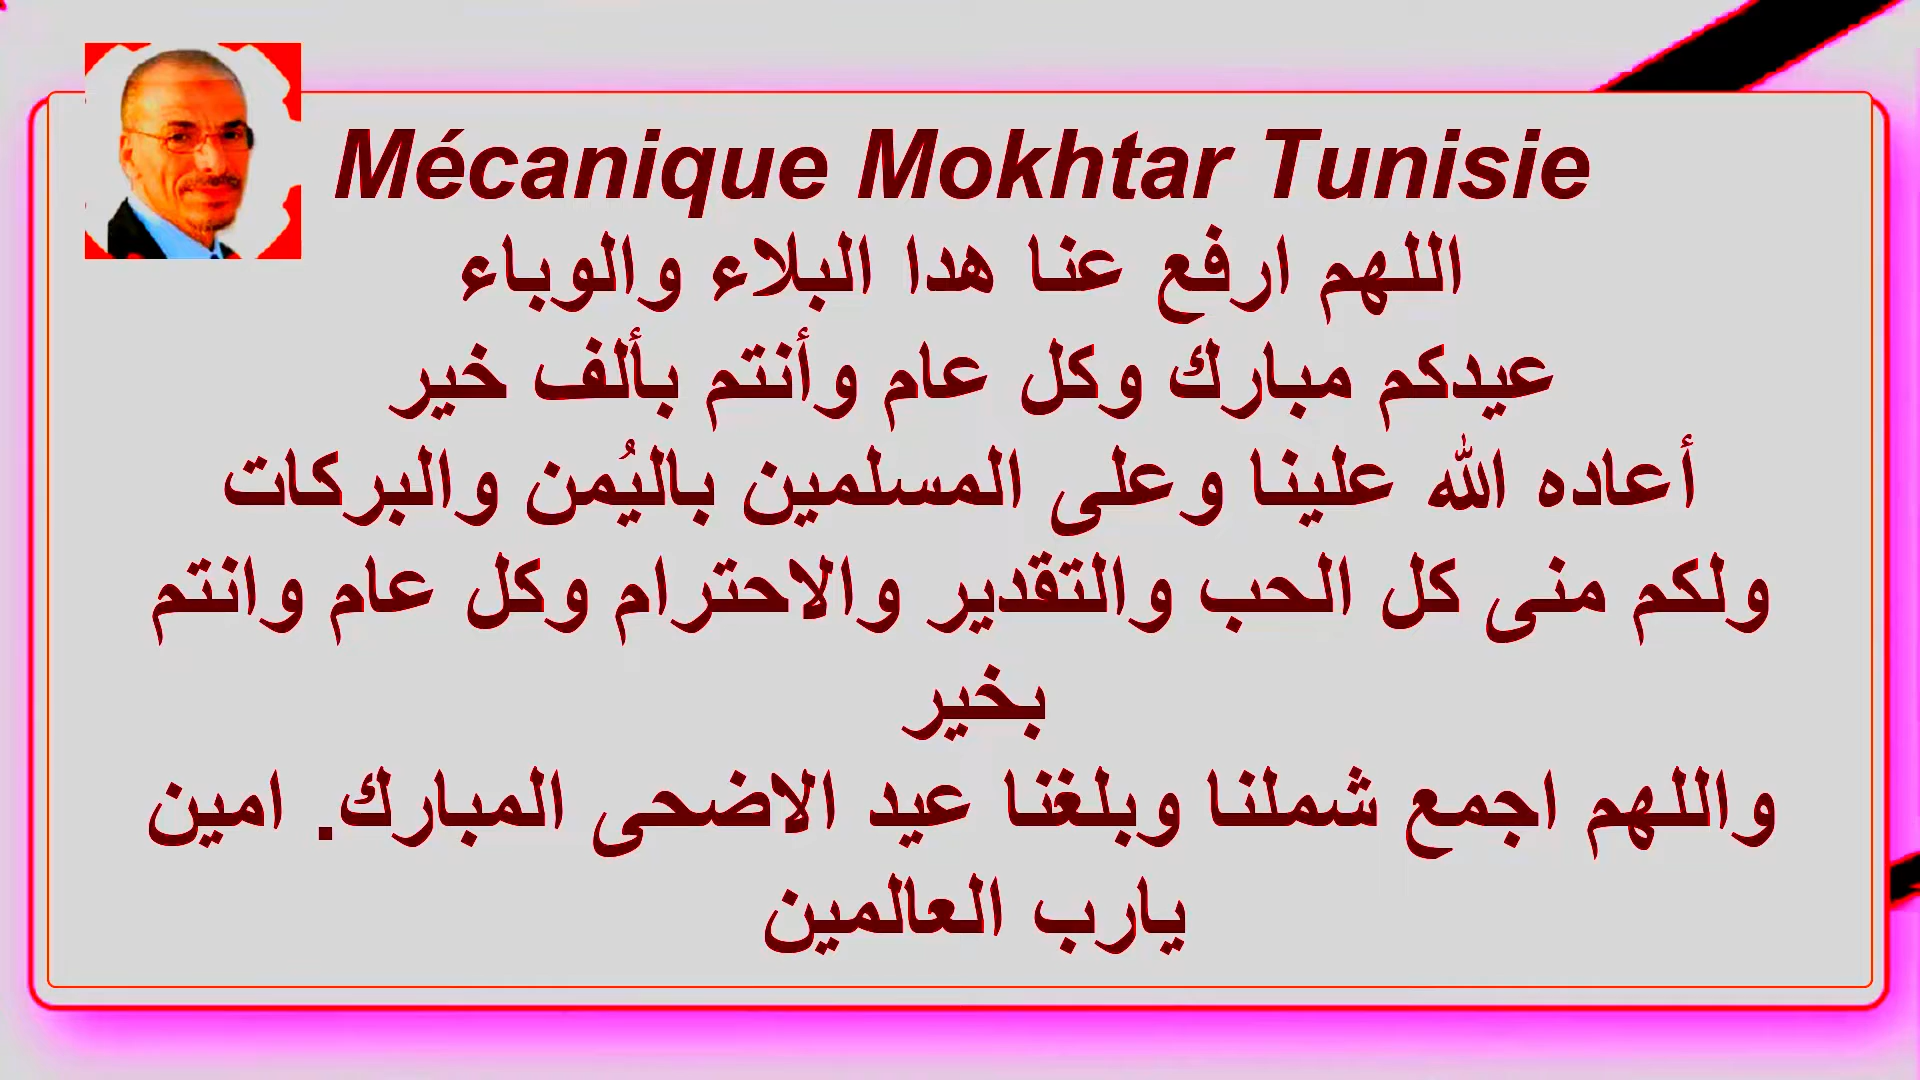 Mécanique Mokhtar Tunisie
اللهم ارفع عنا هدا البلاء والوباء
عيدكم مبارك وكل عام وأنتم بألف خير
أعاده الله علينا وعلى المسلمين باليُمن والبركات
ولكم منى كل الحب والتقدير والاحترام وكل عام وانتم
بخير
واللهم اجمع شملنا وبلغنا عيد الاضحى المبارك. امين
يارب العالمين